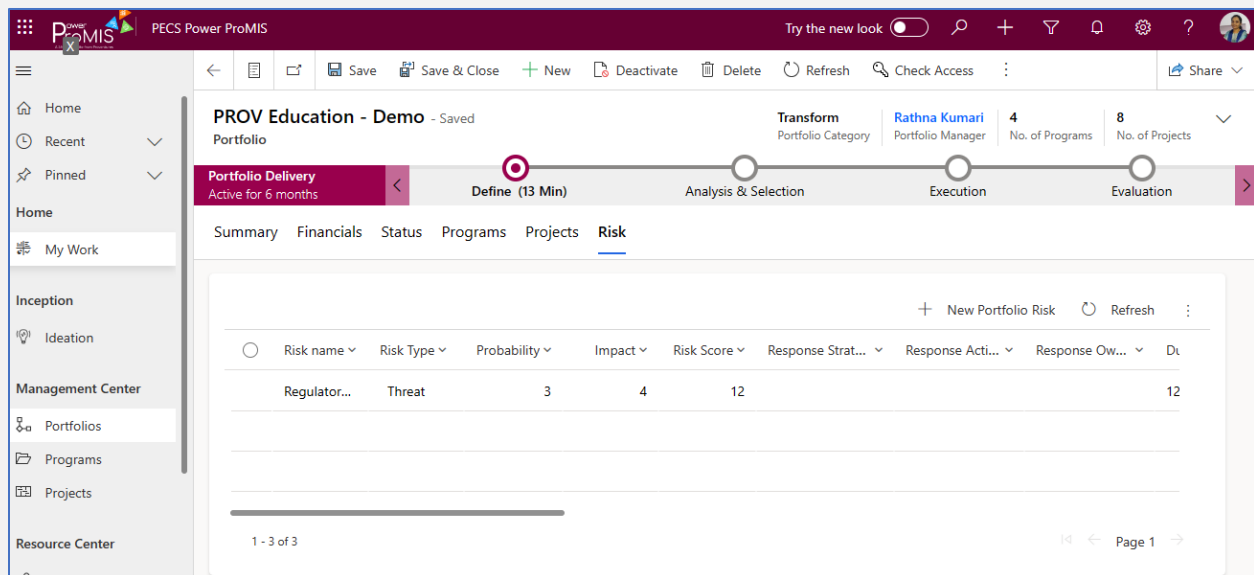 Power ProMIS
PECS Power ProMIS
Try the new look
X
Save
Save & Close
New
Deactivate
Delete
Refresh
Check Access
Share
Home
Recent
Pinned
Home
My Work
Inception
Ideation
Management Center
Portfolios
Programs
Projects
Resource Center
PROV Education - Demo - Saved
Portfolio
Transform
Portfolio Category
Rathna Kumari
Portfolio Manager
4
No. of Programs
8
No. of Projects
Portfolio Delivery
Active for 6 months
Define (13 Min)
Analysis & Selection
Execution
Evaluation
Summary Financials Status Programs Projects Risk
New Portfolio Risk Refresh
Risk name Risk Type Probability Impact Risk Score Response Strat... Response Acti... Response Ow... Du
Regulator... Threat 3 4 12 12
1 - 3 of 3
Page 1